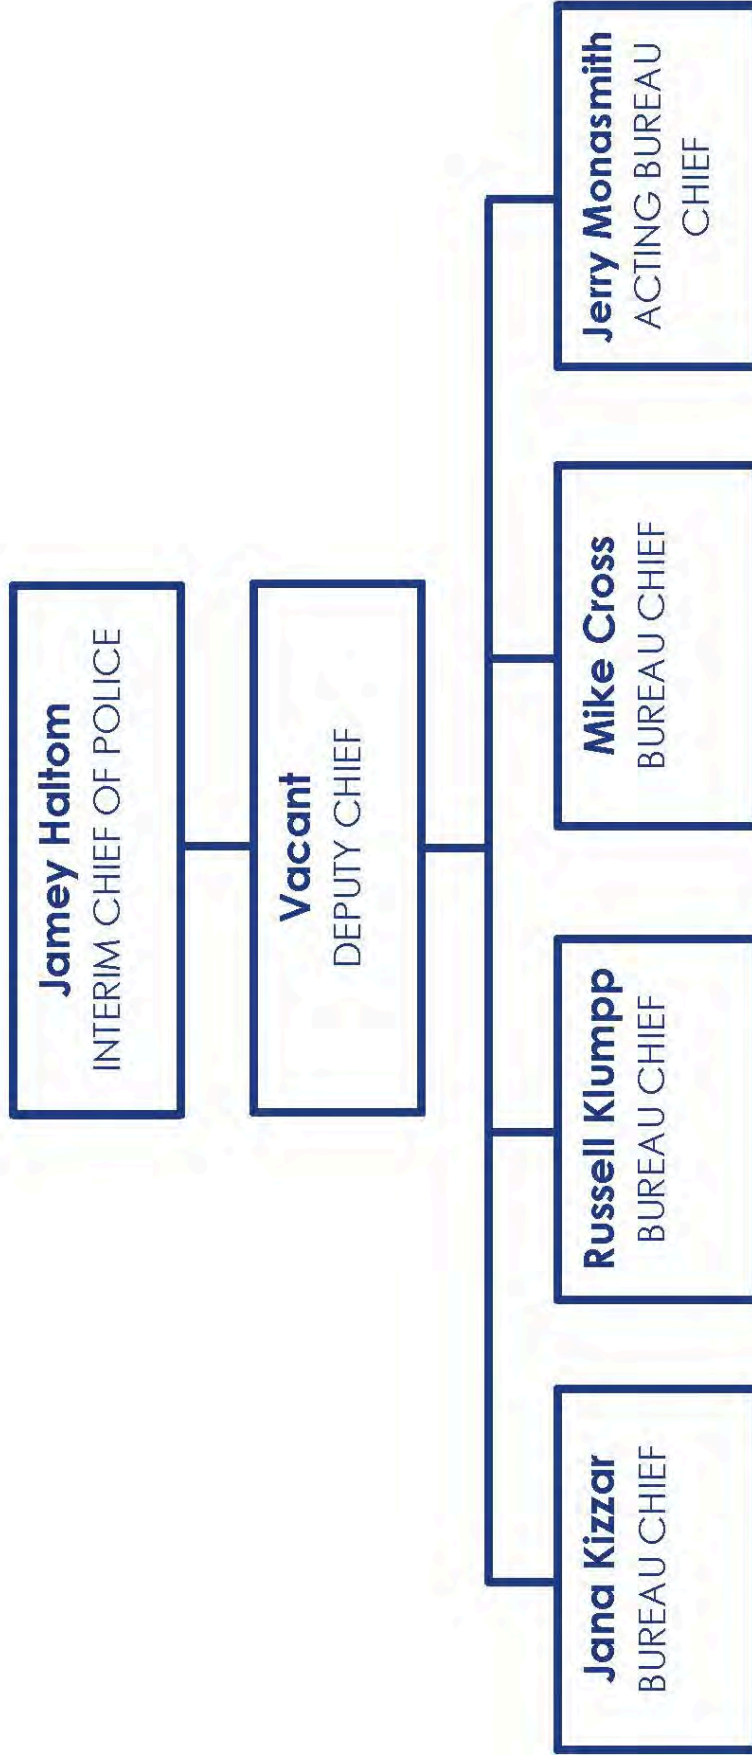 Jamey Haltom
INTERIM CHIEF OF POLICE
Vacant
DEPUTY CHIEF
Jana Kizzar
BUREAU CHIEF
Russell Klumpp
BUREAU CHIEF
Mike Cross
BUREAU CHIEF
Jerry Monasmith
ACTING BUREAU
CHIEF